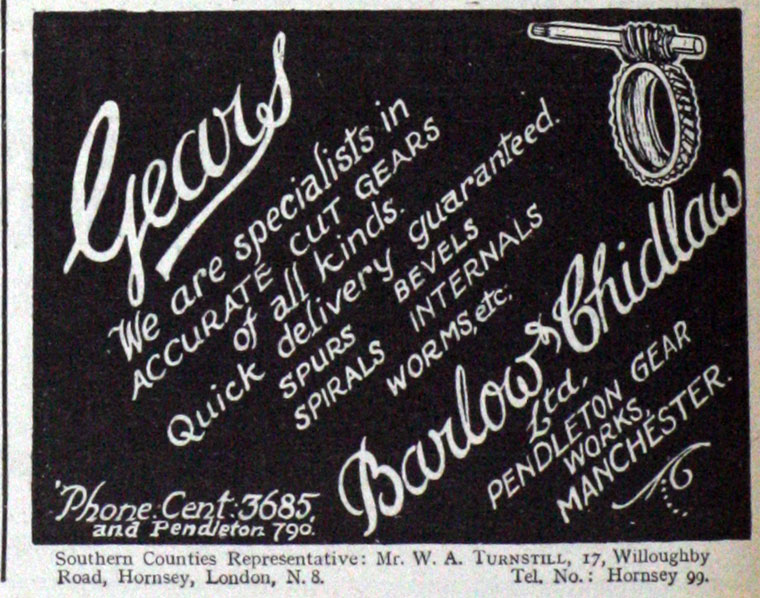 Gears
We are specialists in
ACCURATE CUT GEARS
of all kinds.
Quick delivery guaranteed.
SPURS BEVELS
SPIRALS INTERNALS
WORMS, etc.
Barlow & Chidlaw
Ltd.,
PENDLETON GEAR
WORKS,
MANCHESTER.
'Phone: Cent: 3685,
and Pendleton 790.
Southern Counties Representative: Mr. W. A. TURNSTILL, 17, Willoughby
Road, Hornsey, London, N. 8. Tel. No.: Hornsey 99.